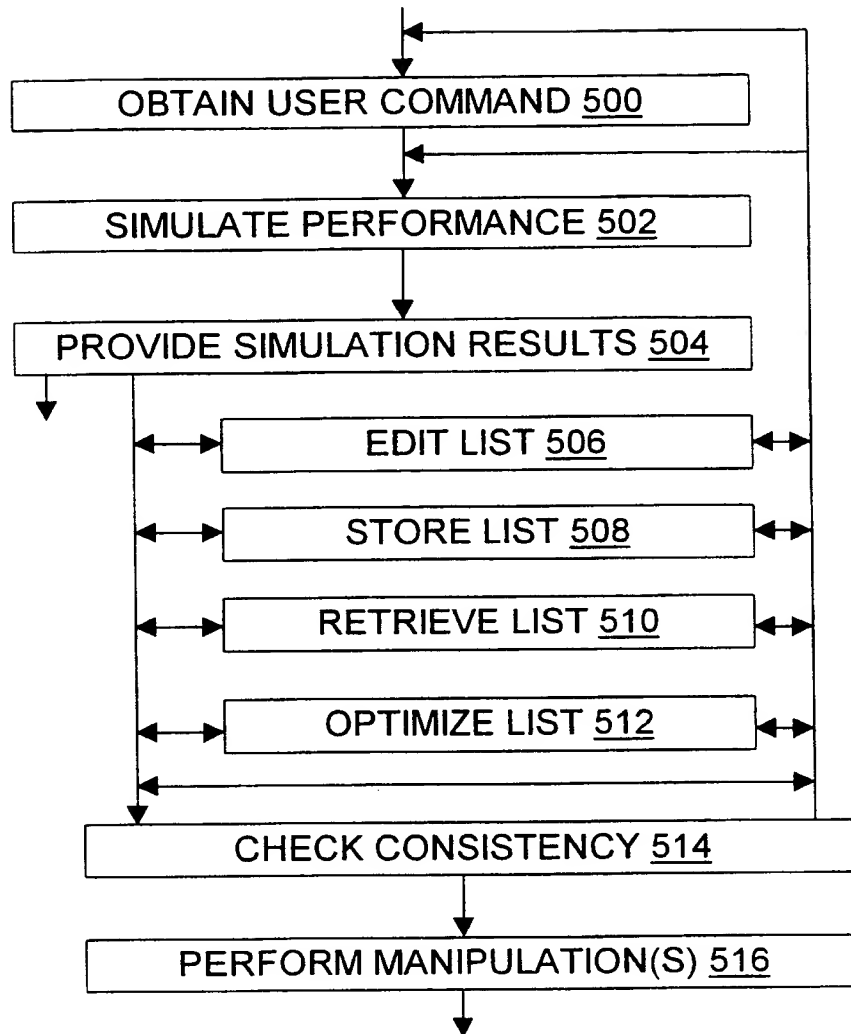 OBTAIN USER COMMAND 500
SIMULATE PERFORMANCE 502
PROVIDE SIMULATION RESULTS 504
EDIT LIST 506
STORE LIST 508
RETRIEVE LIST 510
OPTIMIZE LIST 512
CHECK CONSISTENCY 514
PERFORM MANIPULATION(S) 516